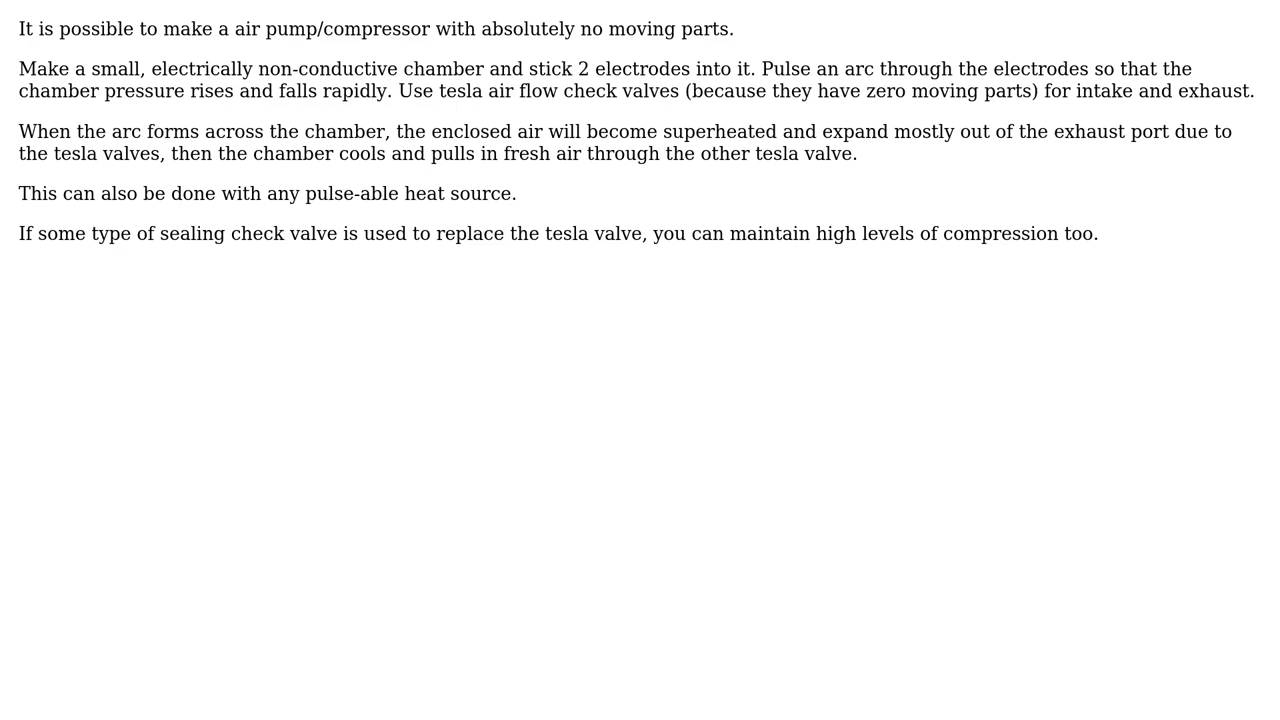 It is possible to make a air pump/compressor with absolutely no moving parts.
Make a small, electrically non-conductive chamber and stick 2 electrodes into it. Pulse an arc through the electrodes so that the
chamber pressure rises and falls rapidly. Use tesla air flow check valves (because they have zero moving parts) for intake and exhaust.
When the arc forms across the chamber, the enclosed air will become superheated and expand mostly out of the exhaust port due to
the tesla valves, then the chamber cools and pulls in fresh air through the other tesla valve.
This can also be done with any pulse-able heat source.
If some type of sealing check valve is used to replace the tesla valve, you can maintain high levels of compression too.